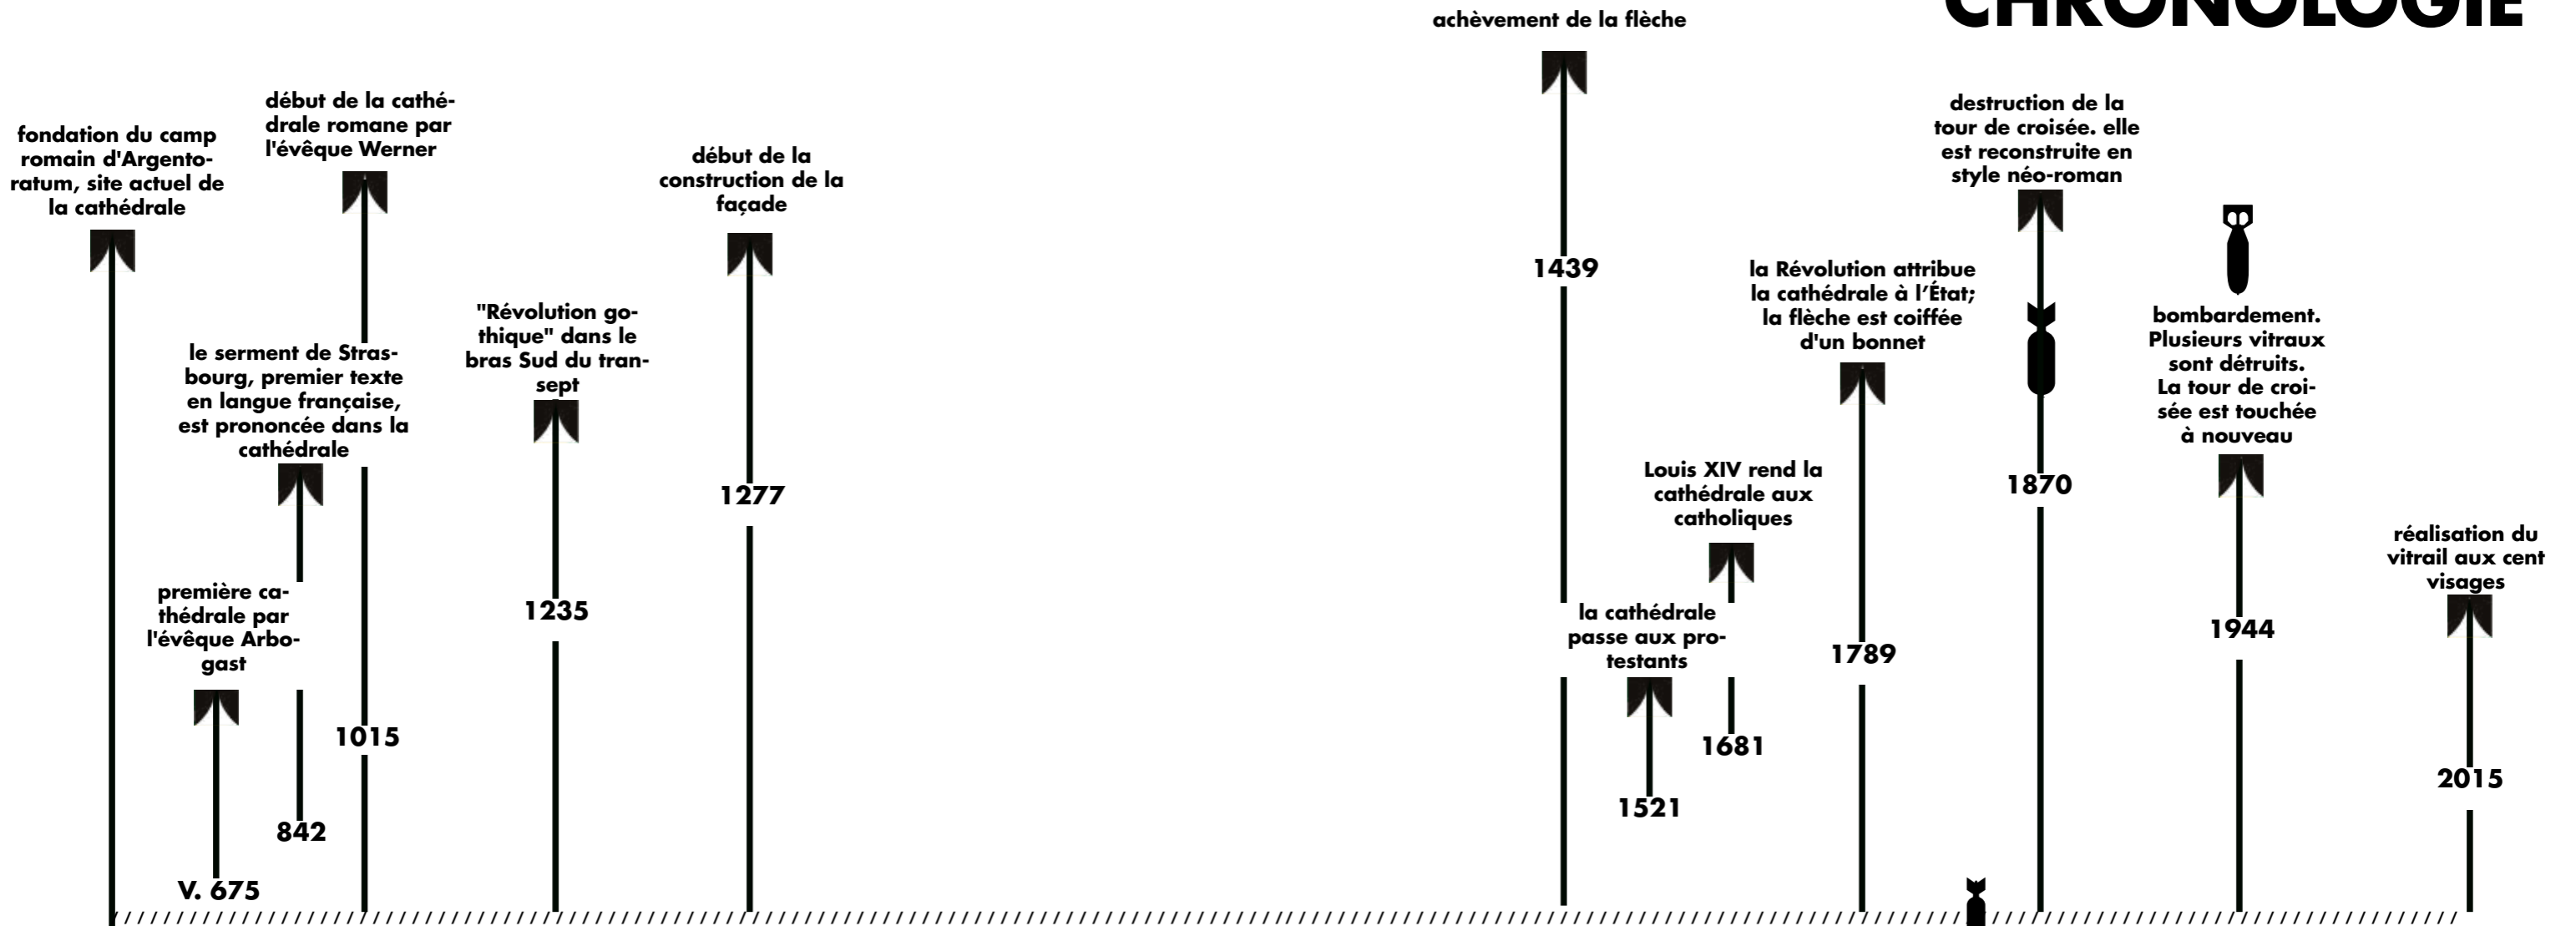 CHRONOLOGIE
fondation du camp
romain d'Argento-
ratum, site actuel de
la cathédrale
première ca-
thédrale par
l'évêque Arbo-
gast
V. 675
le serment de Stras-
bourg, premier texte
en langue française,
est prononcée dans la
cathédrale
842
début de la cathé-
drale romane par
l'évêque Werner
1015
"Révolution go-
thique" dans le
bras Sud du tran-
sept
1235
début de la
construction de la
façade
1277
achèvement de la flèche
1439
la cathédrale
passe aux pro-
testants
1521
Louis XIV rend la
cathédrale aux
catholiques
1681
la Révolution attribue
la cathédrale à l'État;
la flèche est coiffée
d'un bonnet
1789
destruction de la
tour de croisée. elle
est reconstruite en
style néo-roman
1870
bombardement.
Plusieurs vitraux
sont détruits.
La tour de croi-
sée est touchée
à nouveau
1944
réalisation du
vitrail aux cent
visages
2015